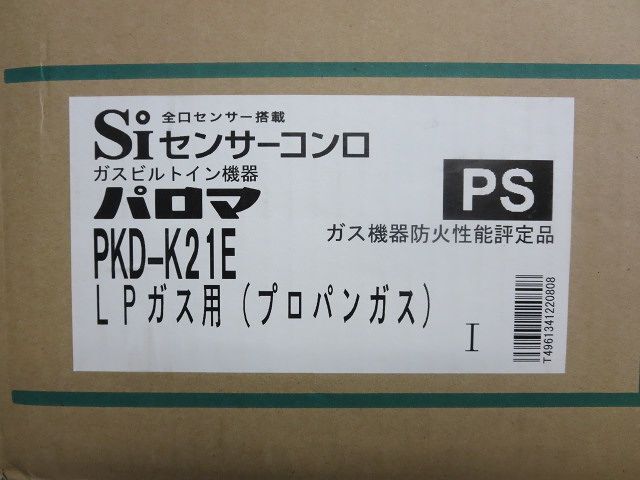 全口センサー搭載
Siセンサーコンロ
ガスビルトイン機器
パロマ
PS
PKD-K21E
ガス機器防火性能評定品
LPガス用(プロパンガス)
I
T4961341220808